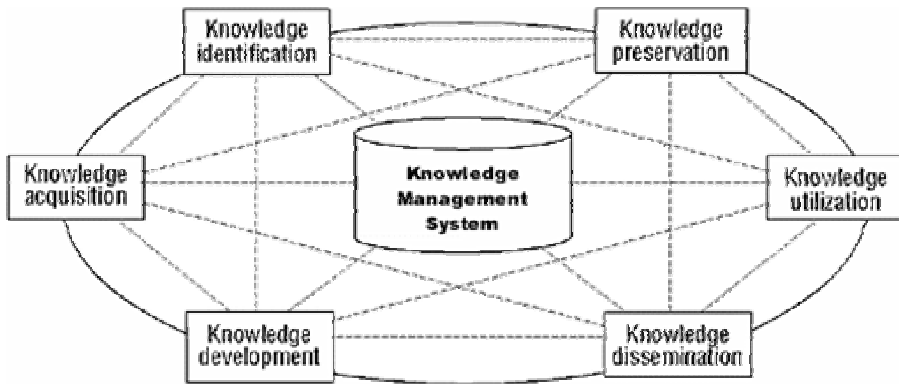 Knowledge
identification
Knowledge
preservation
Knowledge
acquisition
Knowledge
Management
System
Knowledge
utilization
Knowledge
development
Knowledge
dissemination